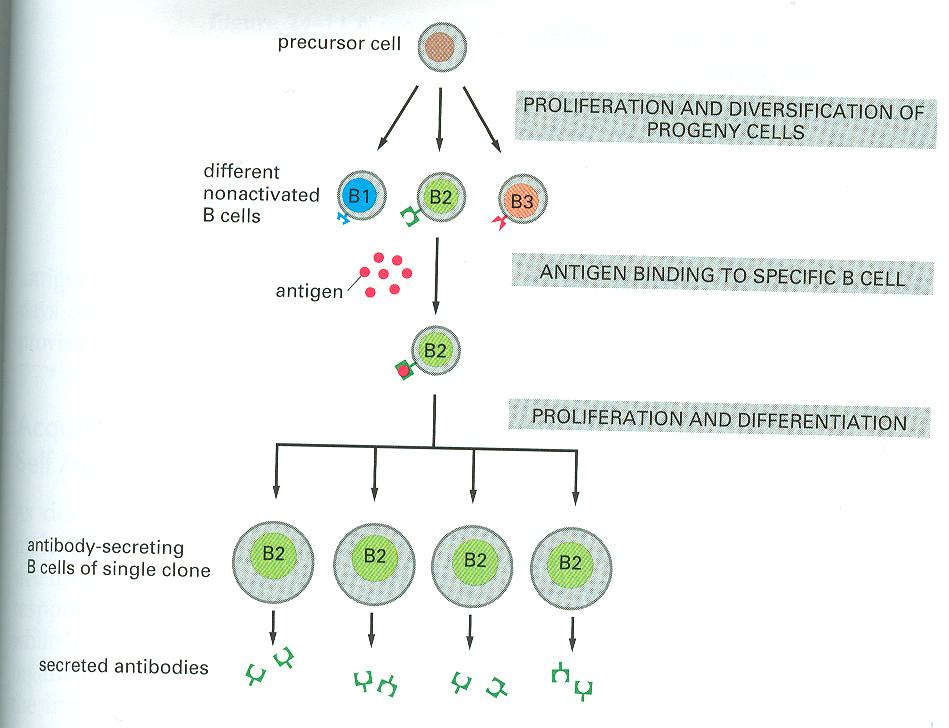 precursor cell
PROLIFERATION AND DIVERSIFICATION OF
PROGENY CELLS
different
nonactivated
B cells
B1
B2
B3
antigen
ANTIGEN BINDING TO SPECIFIC B CELL
B2
PROLIFERATION AND DIFFERENTIATION
antibody-secreting
B cells of single clone
B2
B2
B2
B2
secreted antibodies